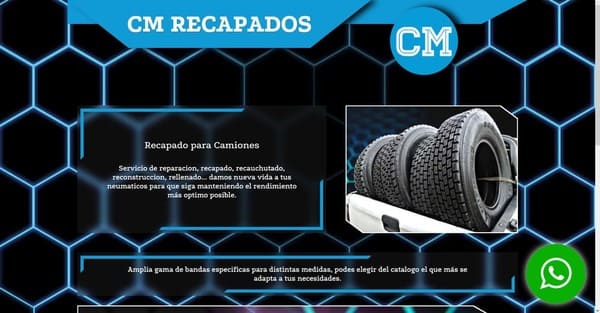 CM RECAPADOS
CM
Recapado para Camiones
Servicio de reparacion, recapado, recauchutado,
reconstruccion, rellenado... damos nueva vida a tus
neumaticos para que siga manteniendo el rendimiento
más optimo posible.
Amplia gama de bandas especificas para distintas medidas, podes elegir del catalogo el que más se
adapta a tus necesidades.